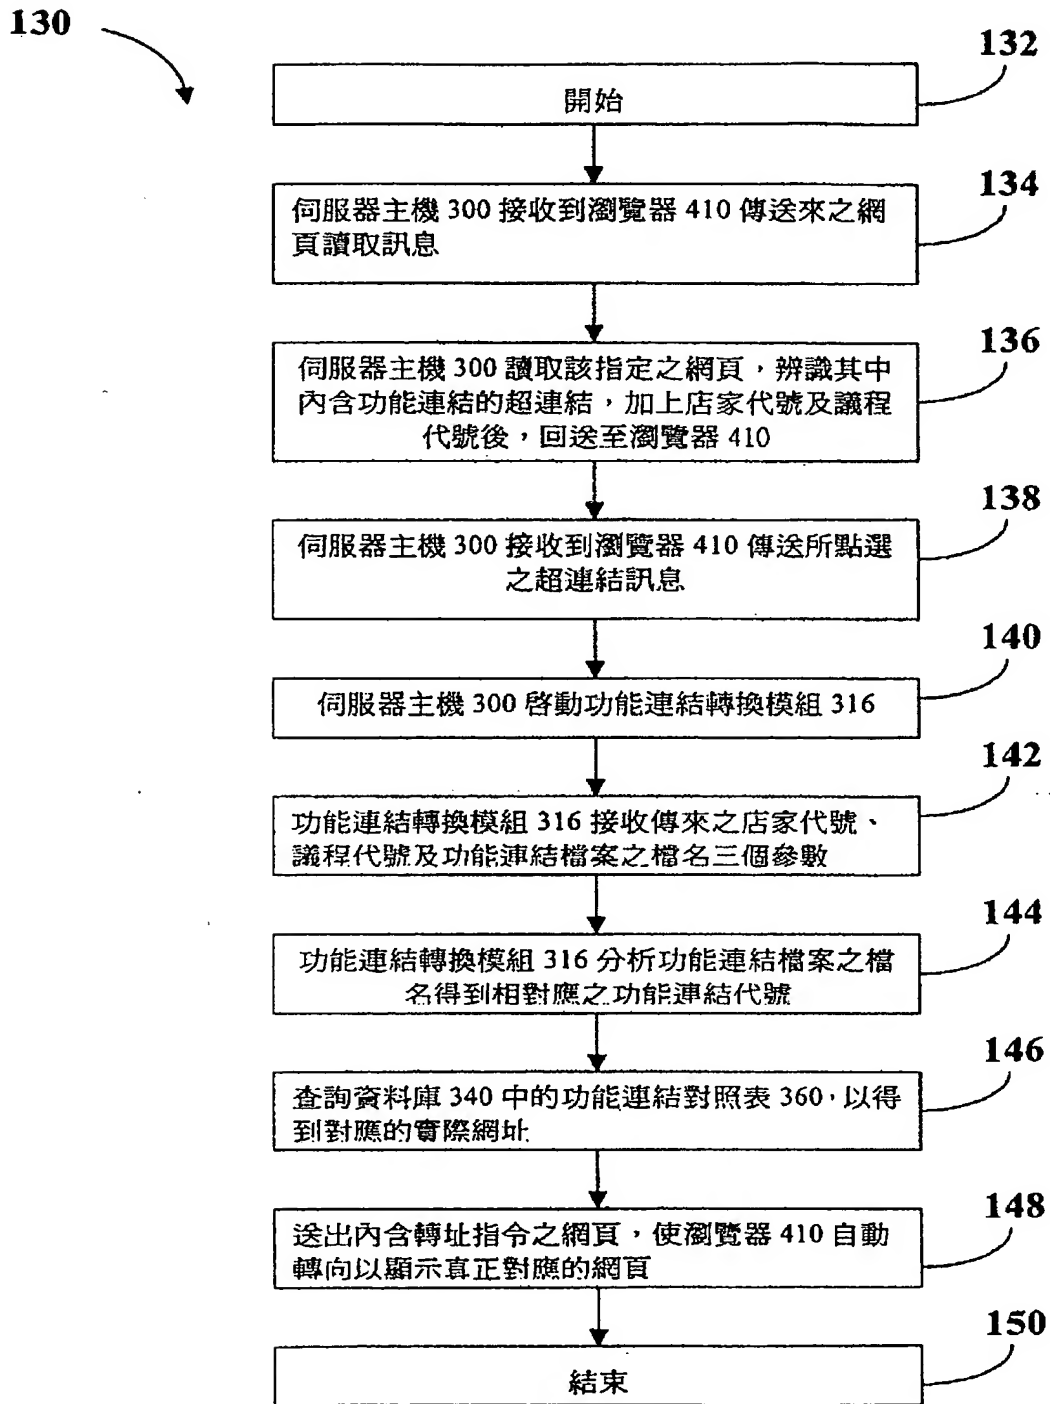 130
132
開始
134
伺服器主機 300 接收到瀏覽器 410 傳送來之網
頁讀取訊息
136
伺服器主機 300 讀取該指定之網頁，辨識其中
內含功能連結的超連結，加上店家代號及議程
代號後，回送至瀏覽器 410
138
伺服器主機 300 接收到瀏覽器 410 傳送所點選
之超連結訊息
140
伺服器主機 300 啓動功能連結轉換模組 316
142
功能連結轉換模組 316 接收傳來之店家代號、
議程代號及功能連結檔案之檔名三個參數
144
功能連結轉換模組 316 分析功能連結檔案之檔
名得到相對應之功能連結代號
146
查詢資料庫 340 中的功能連結對照表 360，以得
到對應的實際網址
148
送出內含轉址指令之網頁，使瀏覽器 410 自動
轉向以顯示真正對應的網頁
150
結束